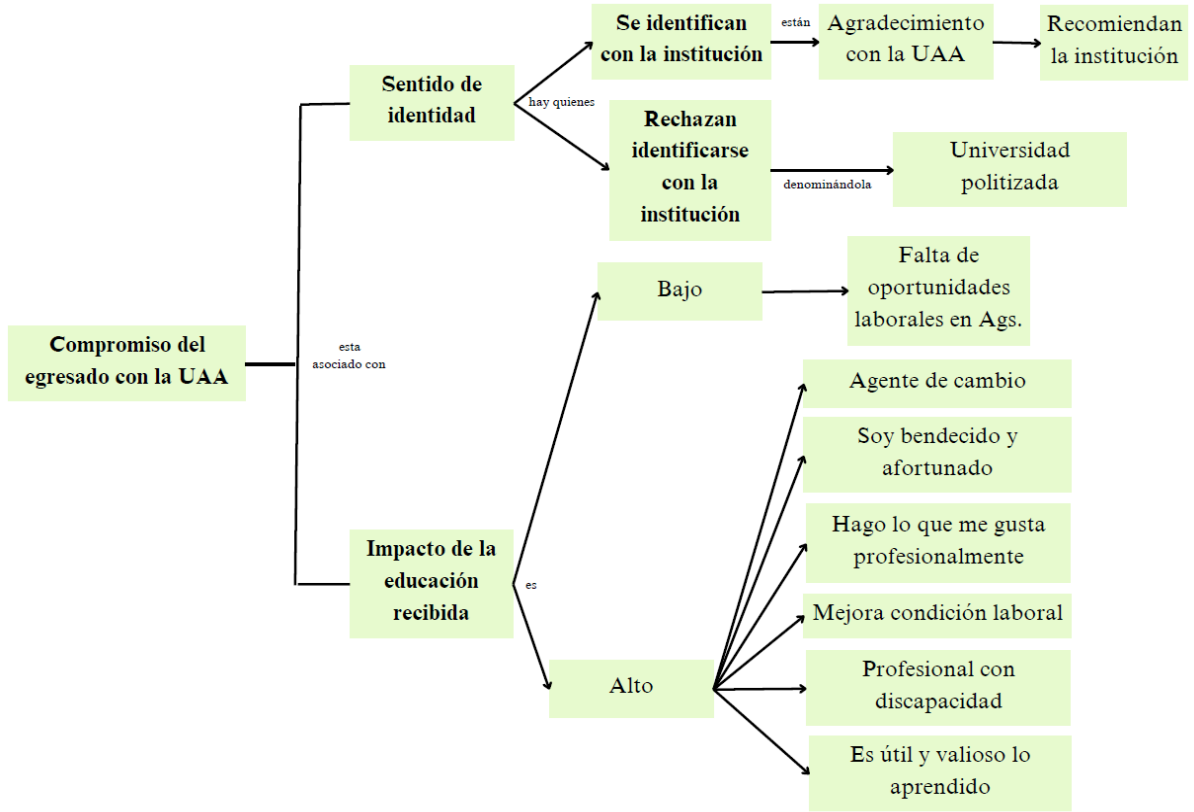 Compromiso del
egresado con la UAA
esta
asociado con
Sentido de
identidad
hay quienes
Se identifican
con la institución
están
Agradecimiento
con la UAA
Recomiendan
la institución
Rechazan
identificarse
con la
institución
denominándola
Universidad
politizada
Impacto de la
educación
recibida
es
Bajo
Falta de
oportunidades
laborales en Ags.
Alto
Agente de cambio
Soy bendecido y
afortunado
Hago lo que me gusta
profesionalmente
Mejora condición laboral
Profesional con
discapacidad
Es útil y valioso lo
aprendido